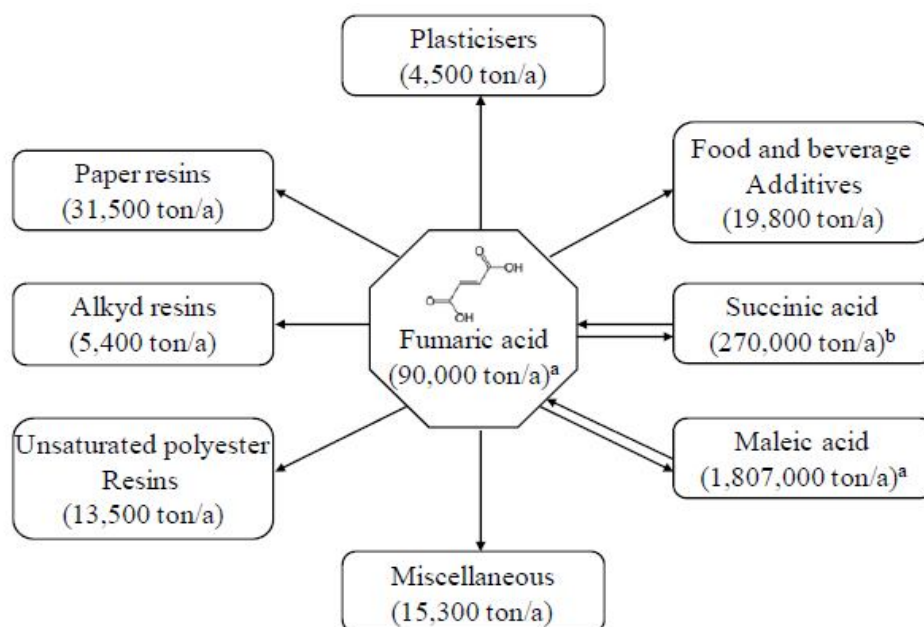 Plasticisers
(4,500 ton/a)
Paper resins
(31,500 ton/a)
Food and beverage
Additives
(19,800 ton/a)
O
OH
O
OH
Fumaric acid
(90,000 ton/a)ᵃ
Alkyd resins
(5,400 ton/a)
Succinic acid
(270,000 ton/a)ᵇ
Unsaturated polyester
Resins
(13,500 ton/a)
Maleic acid
(1,807,000 ton/a)ᵃ
Miscellaneous
(15,300 ton/a)